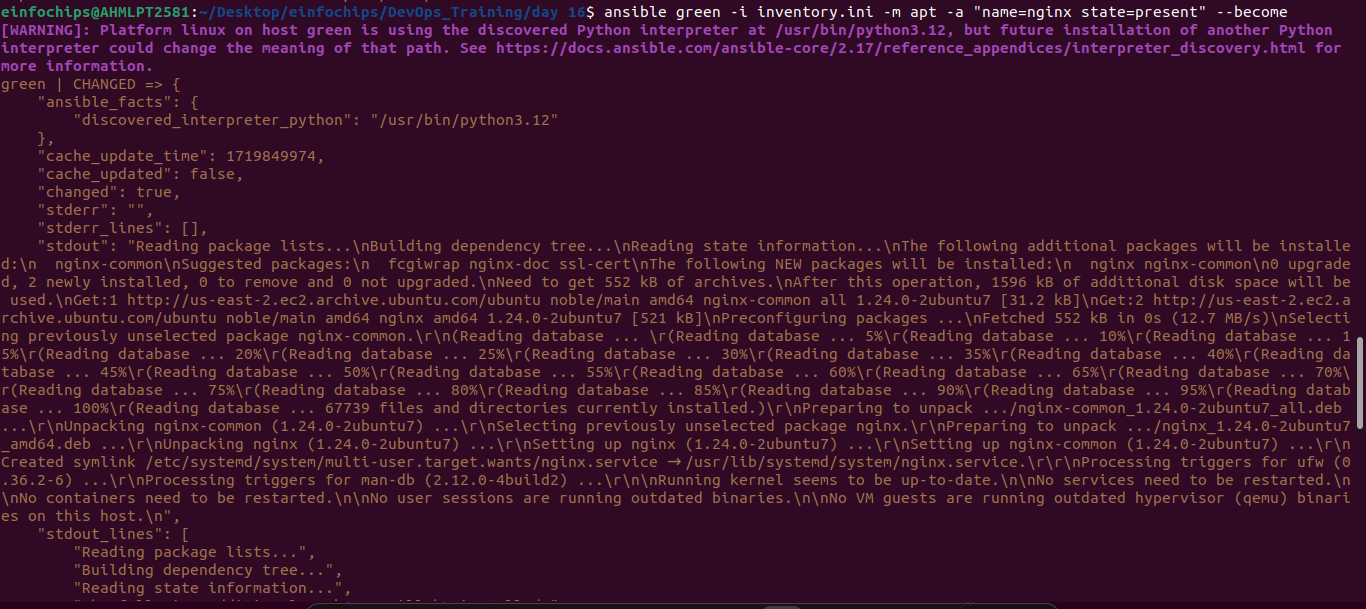 einfochips@AHMLPT2581:~/Desktop/einfochips/DevOps_Training/day 16$ ansible green -i inventory.ini -m apt -a "name=nginx state=present" --become
[WARNING]: Platform linux on host green is using the discovered Python interpreter at /usr/bin/python3.12, but future installation of another Python
interpreter could change the meaning of that path. See https://docs.ansible.com/ansible-core/2.17/reference_appendices/interpreter_discovery.html for
more information.
green | CHANGED => {
    "ansible_facts": {
        "discovered_interpreter_python": "/usr/bin/python3.12"
    },
    "cache_update_time": 1719849974,
    "cache_updated": false,
    "changed": true,
    "stderr": "",
    "stderr_lines": [],
    "stdout": "Reading package lists...\nBuilding dependency tree...\nReading state information...\nThe following additional packages will be installe
d:\n  nginx-common\nSuggested packages:\n  fcgiwrap nginx-doc ssl-cert\nThe following NEW packages will be installed:\n  nginx nginx-common\n0 upgrade
d, 2 newly installed, 0 to remove and 0 not upgraded.\nNeed to get 552 kB of archives.\nAfter this operation, 1596 kB of additional disk space will be
 used.\nGet:1 http://us-east-2.ec2.archive.ubuntu.com/ubuntu noble/main amd64 nginx-common all 1.24.0-2ubuntu7 [31.2 kB]\nGet:2 http://us-east-2.ec2.a
rchive.ubuntu.com/ubuntu noble/main amd64 nginx amd64 1.24.0-2ubuntu7 [521 kB]\nPreconfiguring packages ...\nFetched 552 kB in 0s (12.7 MB/s)\nSelecti
ng previously unselected package nginx-common.\r\n(Reading database ... \r(Reading database ... 5%\r(Reading database ... 10%\r(Reading database ... 1
5%\r(Reading database ... 20%\r(Reading database ... 25%\r(Reading database ... 30%\r(Reading database ... 35%\r(Reading database ... 40%\r(Reading da
tabase ... 45%\r(Reading database ... 50%\r(Reading database ... 55%\r(Reading database ... 60%\r(Reading database ... 65%\r(Reading database ... 70%\
r(Reading database ... 75%\r(Reading database ... 80%\r(Reading database ... 85%\r(Reading database ... 90%\r(Reading database ... 95%\r(Reading datab
ase ... 100%\r(Reading database ... 67739 files and directories currently installed.)\r\nPreparing to unpack .../nginx-common_1.24.0-2ubuntu7_all.deb
...\r\nUnpacking nginx-common (1.24.0-2ubuntu7) ...\r\nSelecting previously unselected package nginx.\r\nPreparing to unpack .../nginx_1.24.0-2ubuntu7
_amd64.deb ...\r\nUnpacking nginx (1.24.0-2ubuntu7) ...\r\nSetting up nginx (1.24.0-2ubuntu7) ...\r\nSetting up nginx-common (1.24.0-2ubuntu7) ...\r\n
Created symlink /etc/systemd/system/multi-user.target.wants/nginx.service → /usr/lib/systemd/system/nginx.service.\r\r\nProcessing triggers for ufw (0
.36.2-6) ...\r\nProcessing triggers for man-db (2.12.0-4build2) ...\r\n\nRunning kernel seems to be up-to-date.\n\nNo services need to be restarted.\n
\nNo containers need to be restarted.\n\nNo user sessions are running outdated binaries.\n\nNo VM guests are running outdated hypervisor (qemu) binari
es on this host.\n",
    "stdout_lines": [
        "Reading package lists...",
        "Building dependency tree...",
        "Reading state information...",